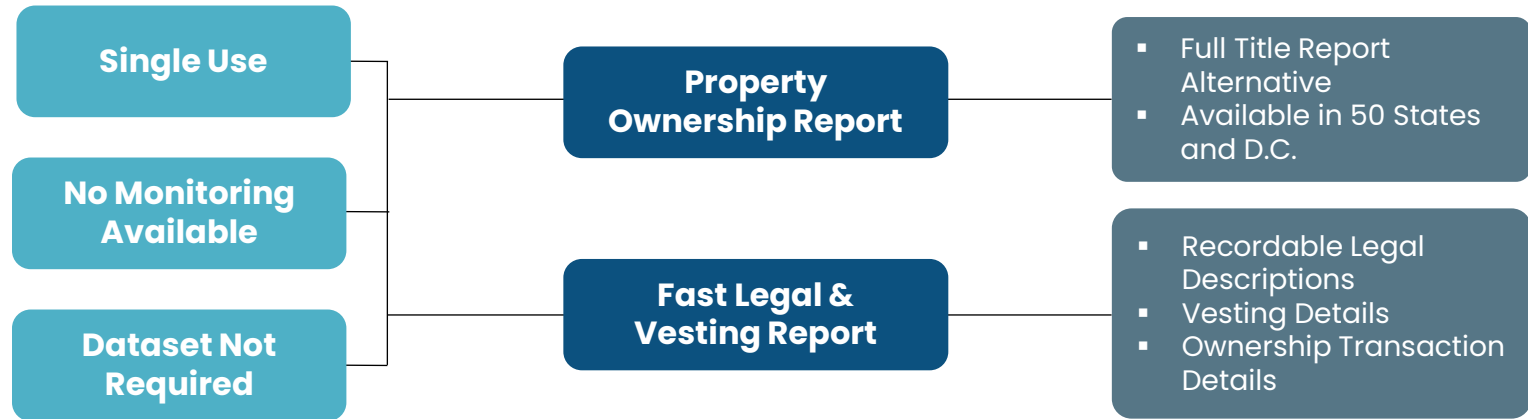 Single Use
No Monitoring
Available
Dataset Not
Required
Property
Ownership Report
Fast Legal &
Vesting Report
▪ Full Title Report
Alternative
▪ Available in 50 States
and D.C.
▪ Recordable Legal
Descriptions
▪ Vesting Details
▪ Ownership Transaction
Details